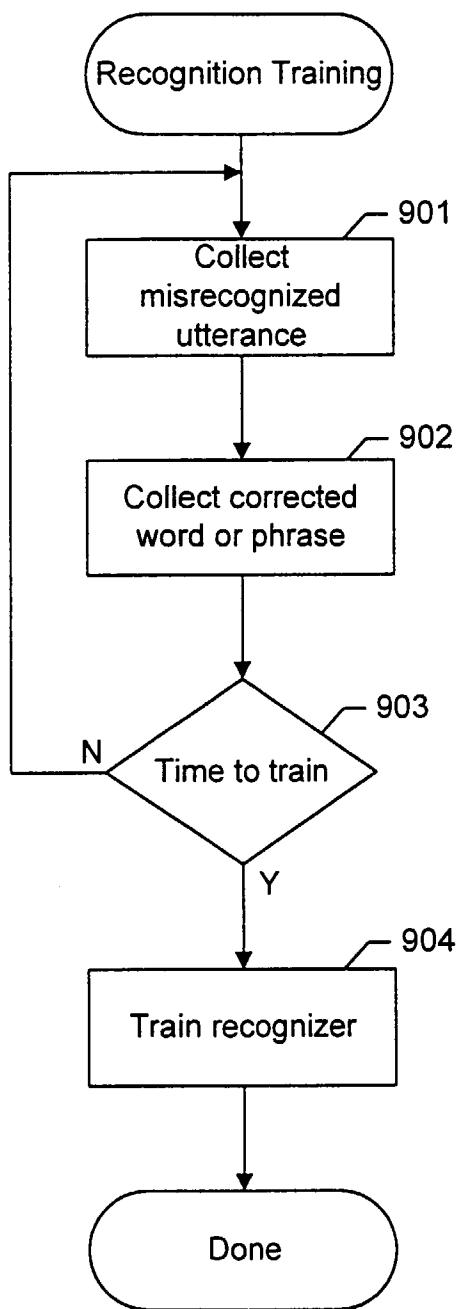 Recognition Training
901
Collect
misrecognized
utterance
902
Collect corrected
word or phrase
903
N
Time to train
Y
904
Train recognizer
Done